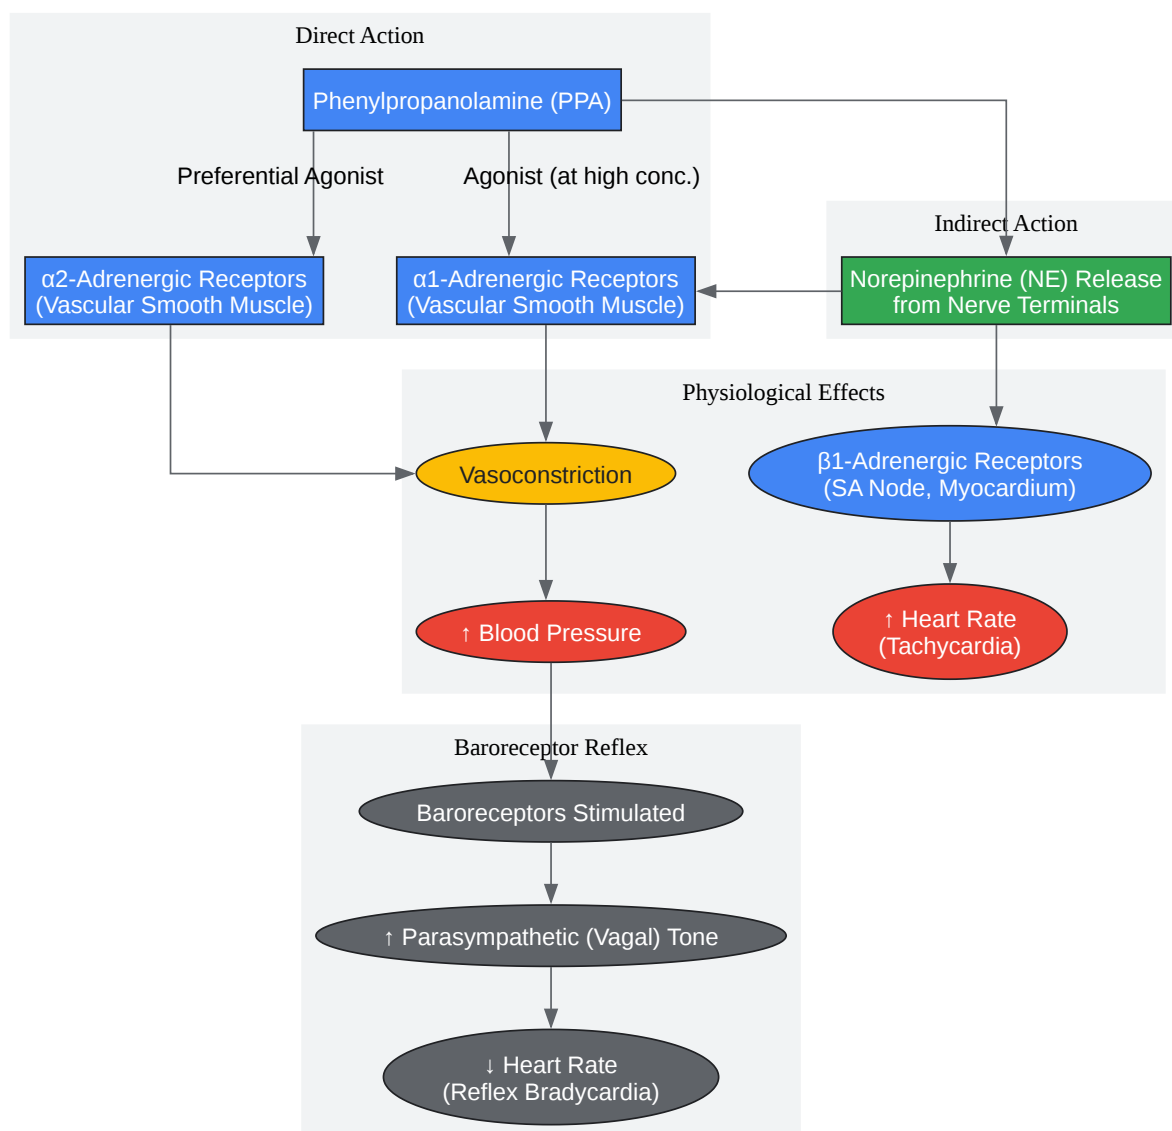 Direct Action
Phenylpropanolamine (PPA)
Preferential Agonist
Agonist (at high conc.)
Indirect Action
α2-Adrenergic Receptors
(Vascular Smooth Muscle)
α1-Adrenergic Receptors
(Vascular Smooth Muscle)
Norepinephrine (NE) Release
from Nerve Terminals
Physiological Effects
Vasoconstriction
β1-Adrenergic Receptors
(SA Node, Myocardium)
↑ Blood Pressure
↑ Heart Rate
(Tachycardia)
Baroreceptor Reflex
Baroreceptors Stimulated
↑ Parasympathetic (Vagal) Tone
↓ Heart Rate
(Reflex Bradycardia)